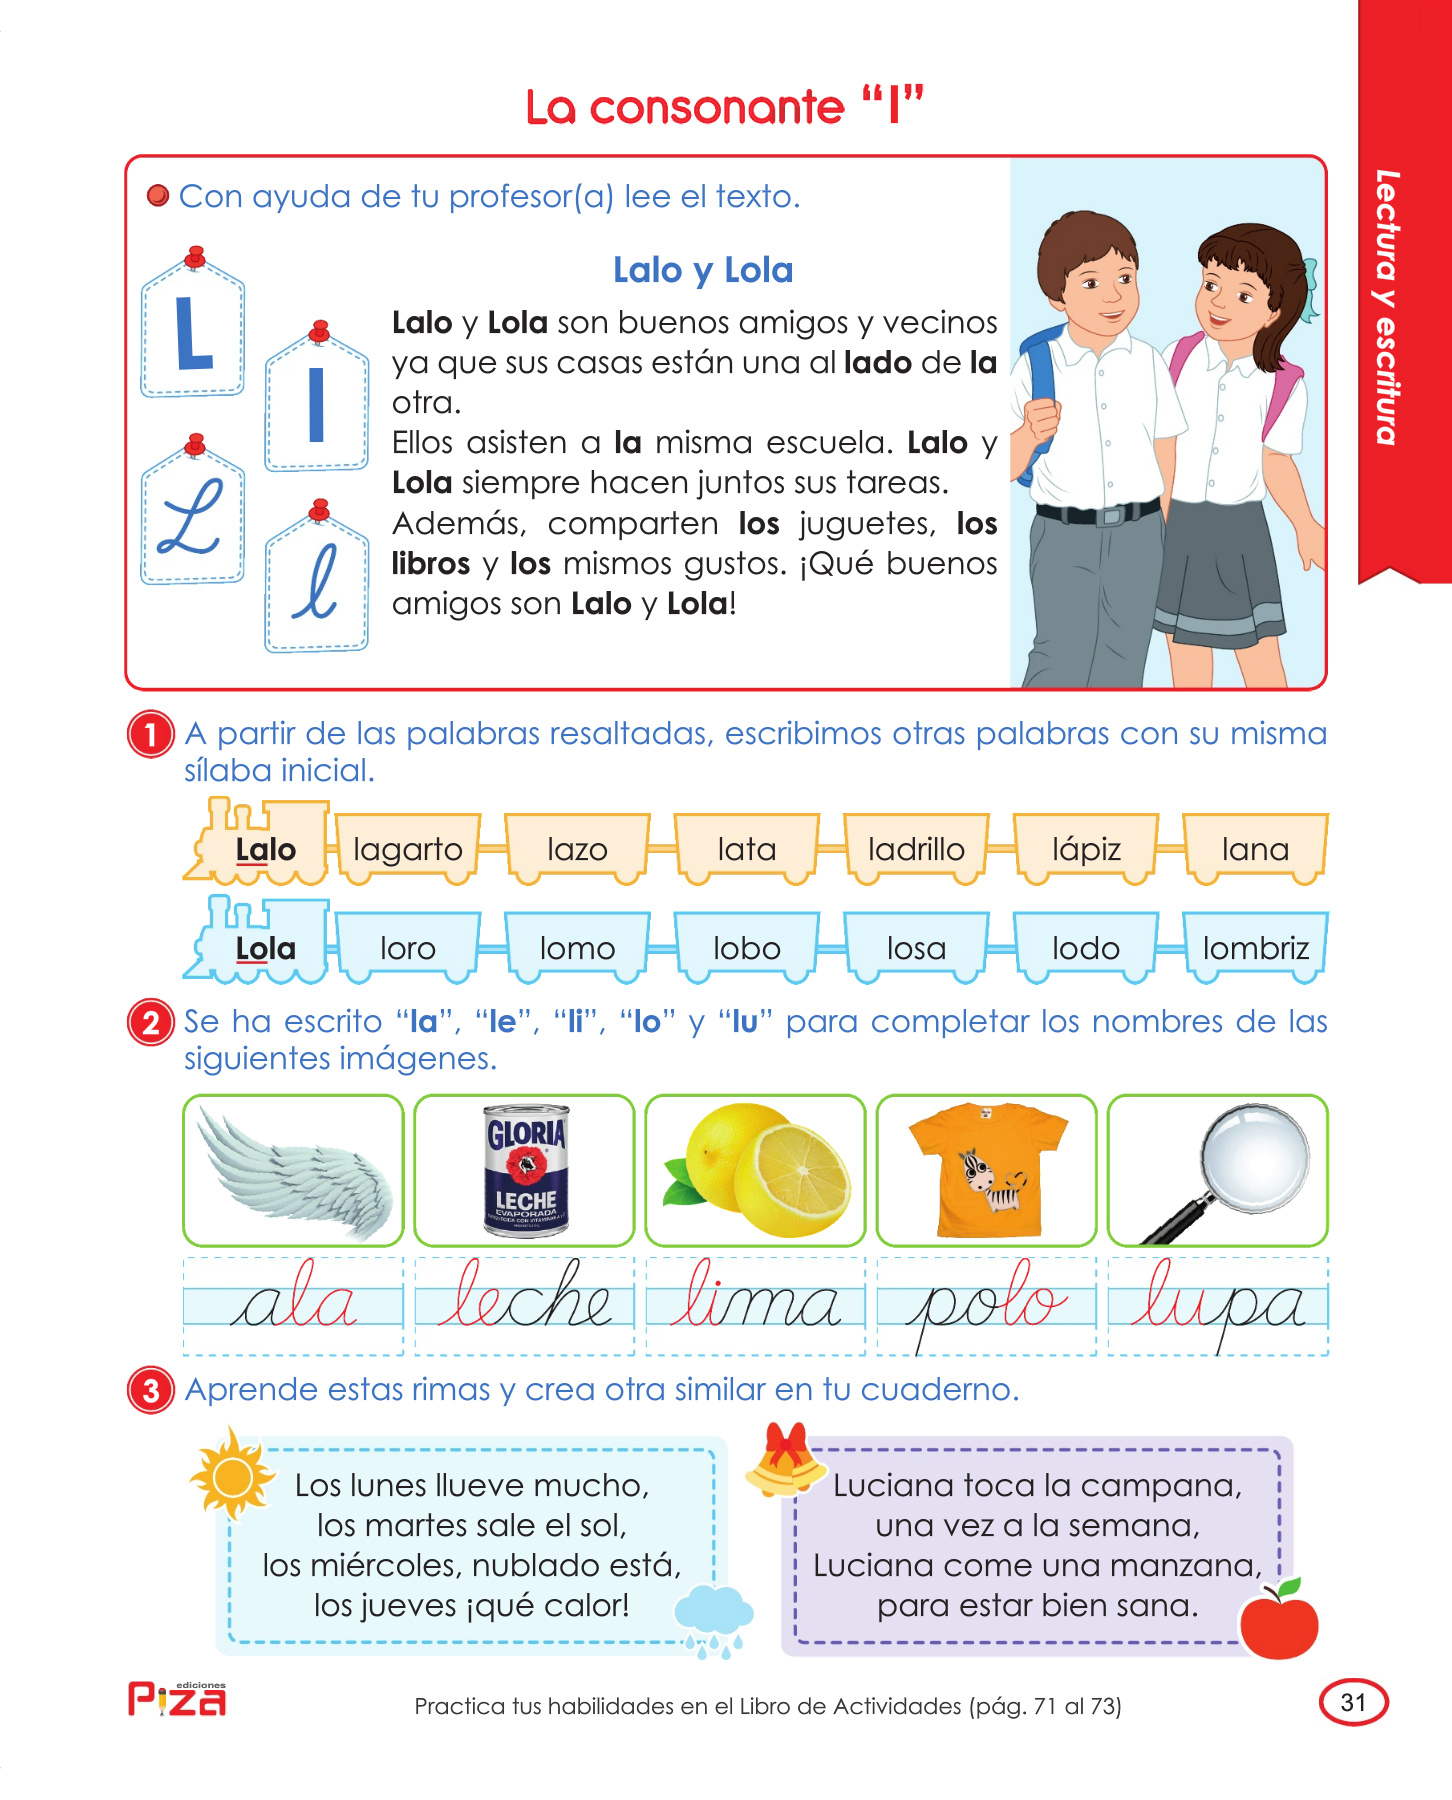 La consonante “l”
Lectura y escritura
Con ayuda de tu profesor(a) lee el texto.
L
l
L
l
Lalo y Lola
Lalo y Lola son buenos amigos y vecinos
ya que sus casas están una al lado de la
otra.
Ellos asisten a la misma escuela. Lalo y
Lola siempre hacen juntos sus tareas.
Además, comparten los juguetes, los
libros y los mismos gustos. ¡Qué buenos
amigos son Lalo y Lola!
1 A partir de las palabras resaltadas, escribimos otras palabras con su misma
sílaba inicial.
Lalo lagarto lazo lata ladrillo lápiz lana
Lola loro lomo lobo losa lodo lombriz
2 Se ha escrito “la”, “le”, “li”, “lo” y “lu” para completar los nombres de las
siguientes imágenes.
GLORIA
LECHE
EVAPORADA
ala leche lima polo lupa
3 Aprende estas rimas y crea otra similar en tu cuaderno.
Los lunes llueve mucho,
los martes sale el sol,
los miércoles, nublado está,
los jueves ¡qué calor!
Luciana toca la campana,
una vez a la semana,
Luciana come una manzana,
para estar bien sana.
ediciones
Piza
Practica tus habilidades en el Libro de Actividades (pág. 71 al 73)
31